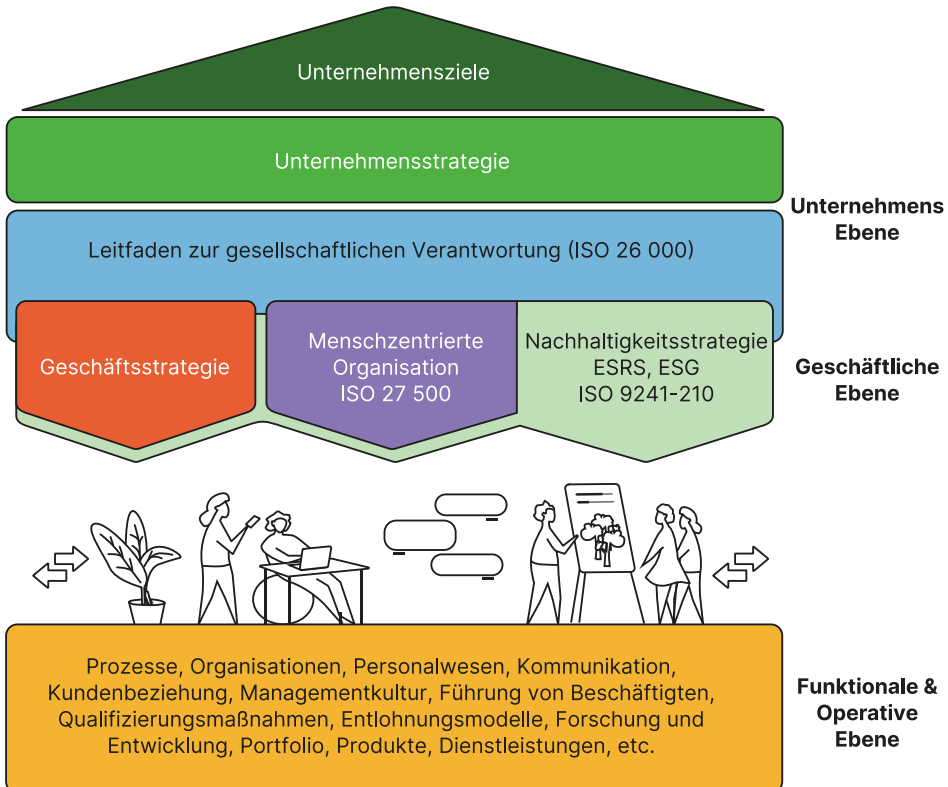 Unternehmensziele
Unternehmensstrategie
Unternehmens
Ebene
Leitfaden zur gesellschaftlichen Verantwortung (ISO 26 000)
Geschäftsstrategie
Menschzentrierte
Organisation
ISO 27 500
Nachhaltigkeitsstrategie
ESRS, ESG
ISO 9241-210
Geschäftliche
Ebene
Prozesse, Organisationen, Personalwesen, Kommunikation,
Kundenbeziehung, Managementkultur, Führung von Beschäftigten,
Qualifizierungsmaßnahmen, Entlohnungsmodelle, Forschung und
Entwicklung, Portfolio, Produkte, Dienstleistungen, etc.
Funktionale &
Operative
Ebene